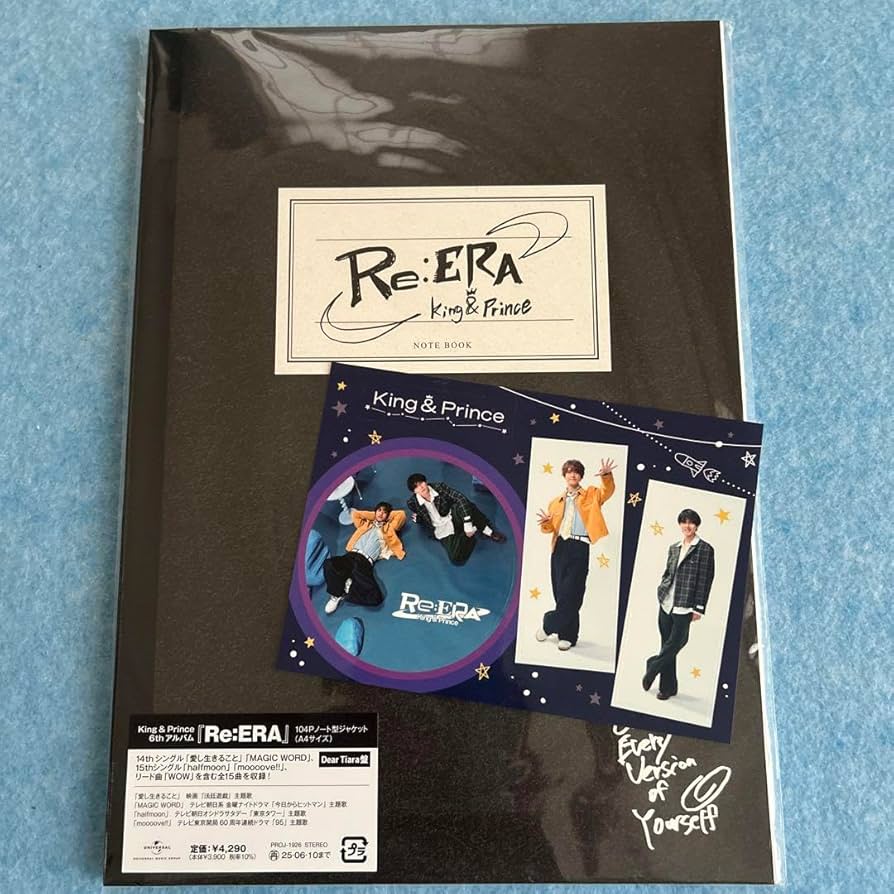 Re:ERA
King & Prince
NOTE BOOK
King & Prince
Re:ERA
King & Prince
Every
Version
of
Yourself
King & Prince
6thアルバム『Re:ERA』 104Pノート型ジャケット
(A4サイズ)
14thシングル「愛し生きること」「MAGIC WORD」、
15thシングル「halfmoon」「moooove!!」、
リード曲「WOW」を含む全15曲を収録!
Dear Tiara盤
「愛し生きること」 映画『法廷遊戯』主題歌
「MAGIC WORD」 テレビ朝日系 金曜ナイトドラマ『今日からヒットマン』主題歌
「halfmoon」 テレビ朝日オシドラサタデー『東京タワー』主題歌
「moooove!!」 テレビ東京開局60周年連続ドラマ『95』主題歌
UNIVERSAL
UNIVERSAL MUSIC GROUP
定価:¥4,290
(本体¥3,900 税率10%)
PROJ-1926 STEREO
再 25・06・10まで
プラ